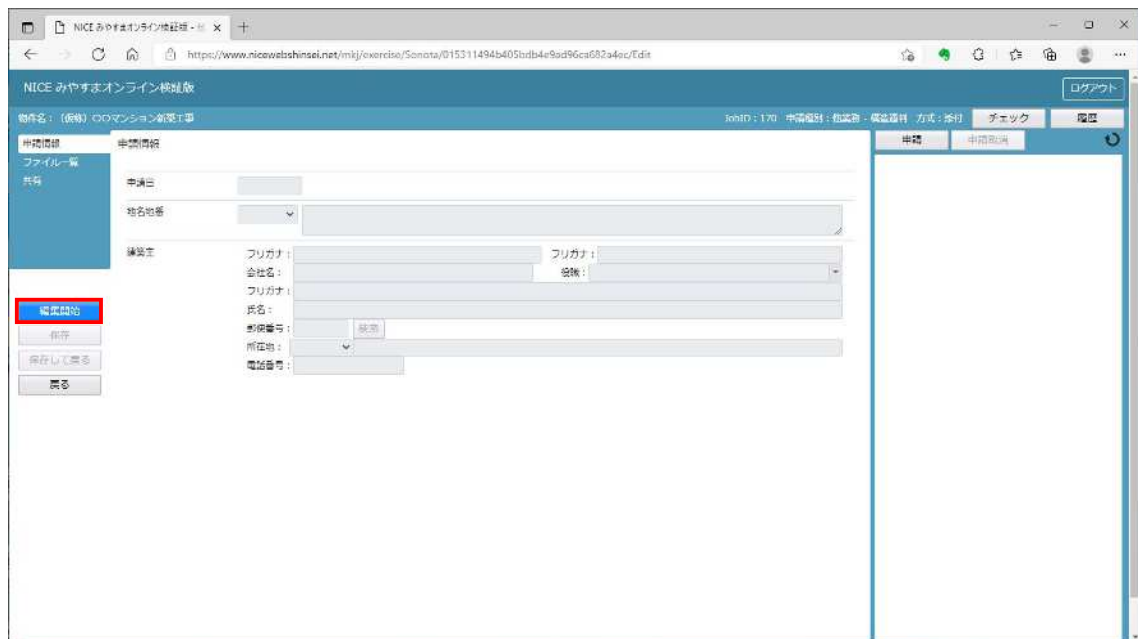 NICE みやすまオンライン検証版 -
https://www.nicewebshinsei.net/mkj/exercise/Sonota/015311494b405bdb4e9ad96ca682a4ec/Edit
NICE みやすまオンライン検証版
ログアウト
物件名:(仮称)〇〇マンション新築工事
JobID:170 申請種別:他業務 - 構造審科 方式:添付
チェック
履歴
申請情報
ファイル一覧
共有
申請情報
申請
申請取消
申請日
地名地番
建築主
フリガナ:
フリガナ:
会社名:
役職:
フリガナ:
氏名:
郵便番号:
検索
所在地:
電話番号:
編集開始
保存
保存して戻る
戻る